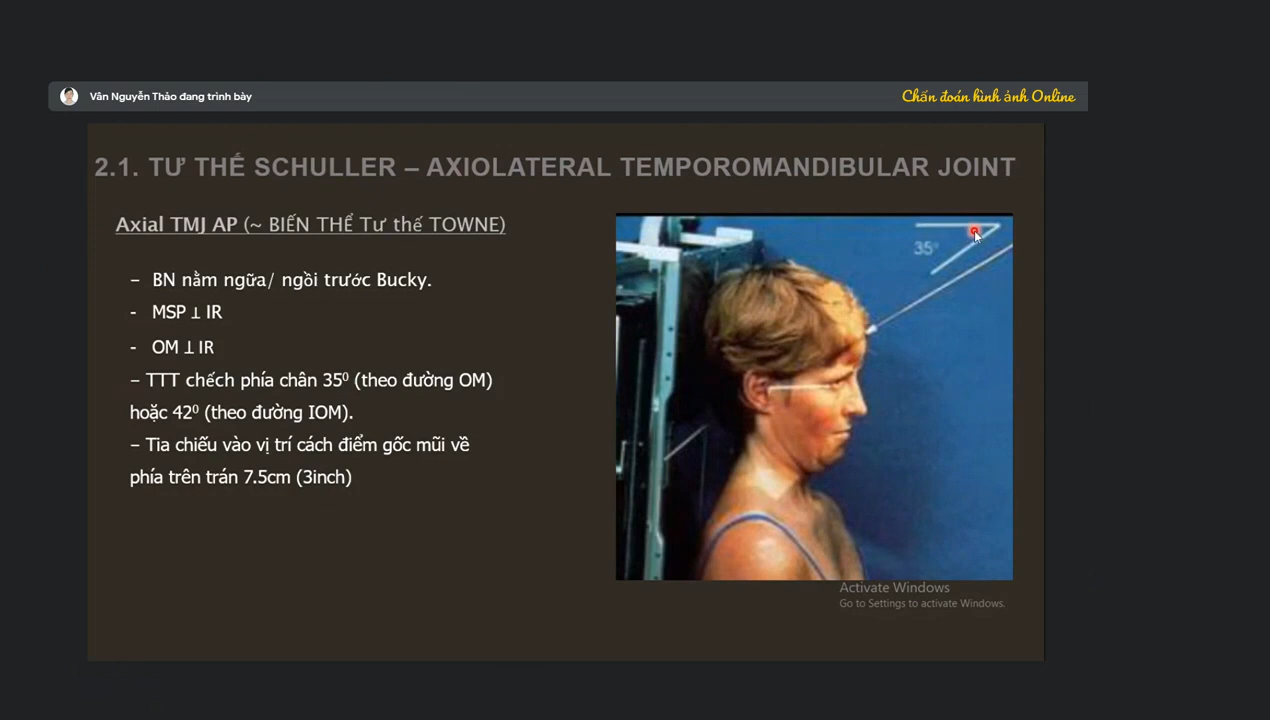 Vân Nguyễn Thảo đang trình bày
Chẩn đoán hình ảnh Online
2.1. TƯ THẾ SCHULLER – AXIOLATERAL TEMPOROMANDIBULAR JOINT
Axial TMJ AP (~ BIẾN THỂ Tư thế TOWNE)
– BN nằm ngữa/ ngồi trước Bucky.
- MSP ⊥ IR
- OM ⊥ IR
– TTT chếch phía chân 35⁰ (theo đường OM)
hoặc 42⁰ (theo đường IOM).
– Tia chiếu vào vị trí cách điểm gốc mũi về
phía trên trán 7.5cm (3inch)
35°
Activate Windows
Go to Settings to activate Windows.